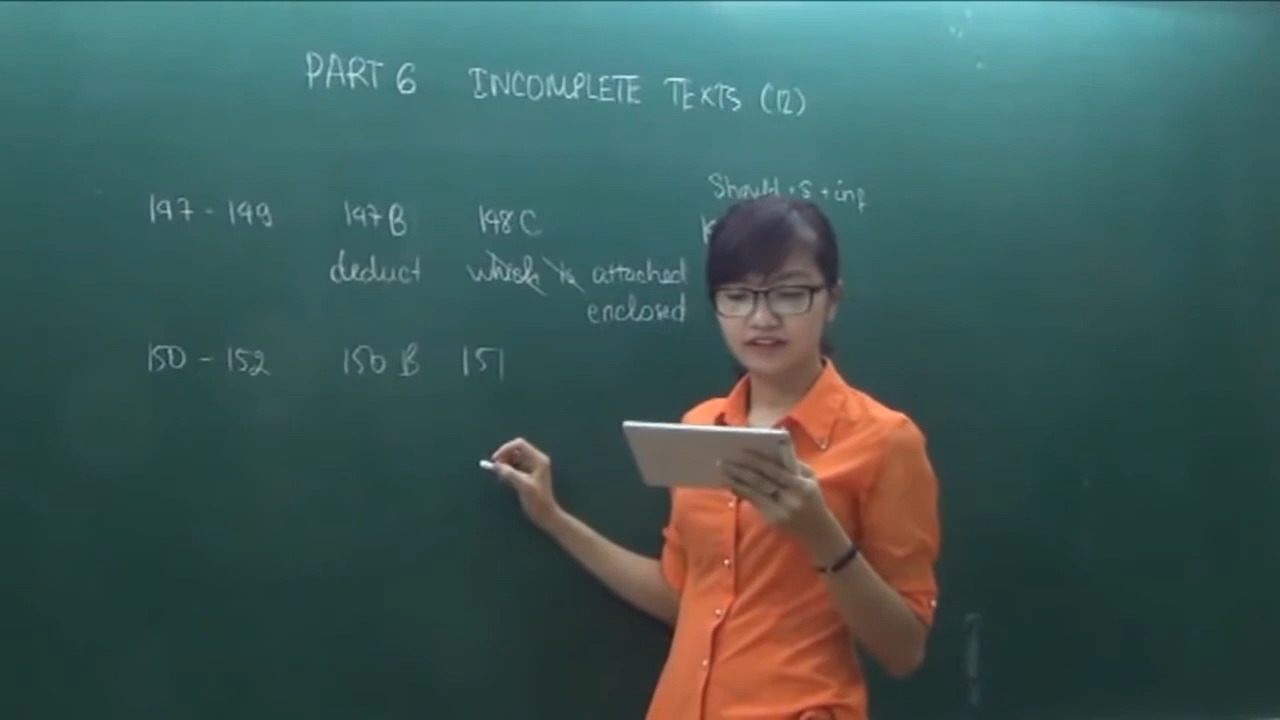 PART 6 INCOMPLETE TEXTS (12)
Should + S + inf
147 - 149 147 B 148 C
deduct which is attached
enclosed
150 - 152 150 B 151